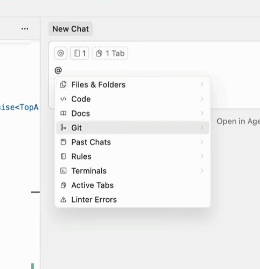 ... New Chat
@ 1 1 Tab
@
Files & Folders
Code
ise<TopA
Docs
Git
Open in Age
Past Chats
Rules
Terminals
Active Tabs
Linter Errors